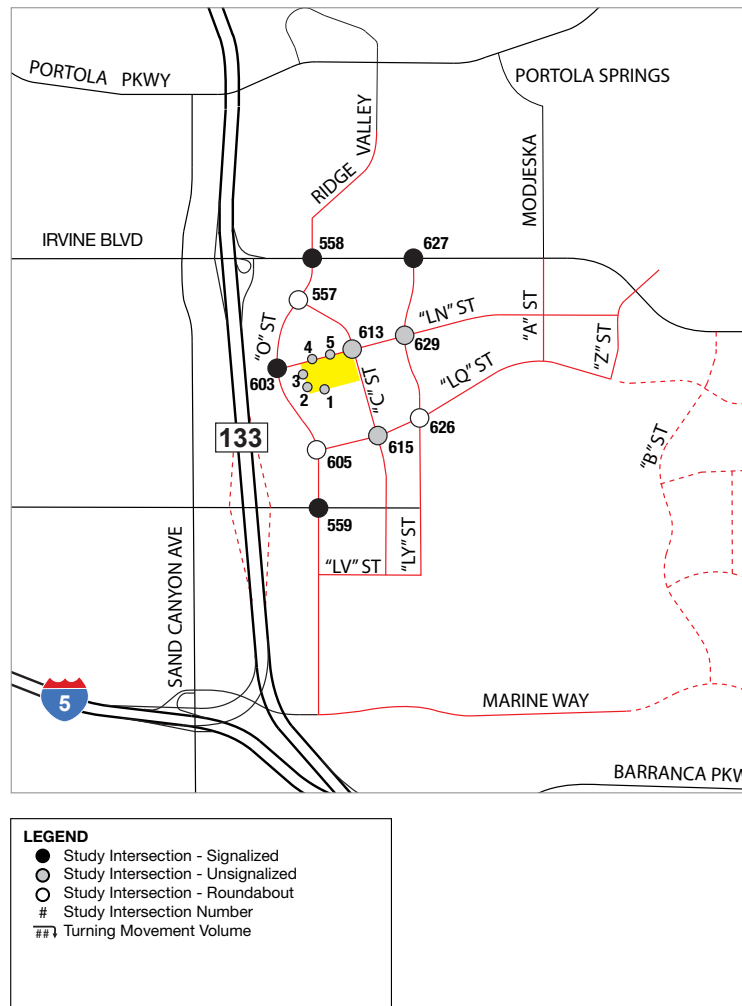 PORTOLA PKWY
PORTOLA SPRINGS
RIDGE VALLEY
MODJESKA
IRVINE BLVD
558
627
557
"O" ST
"LN" ST
"A" ST
613
629
4
5
"Z" ST
"LQ" ST
603
3
2
1
"C" ST
626
133
615
605
"B" ST
559
"LY" ST
"LV" ST
SAND CANYON AVE
5
MARINE WAY
BARRANCA PKW
LEGEND
Study Intersection - Signalized
Study Intersection - Unsignalized
Study Intersection - Roundabout
# Study Intersection Number
## Turning Movement Volume